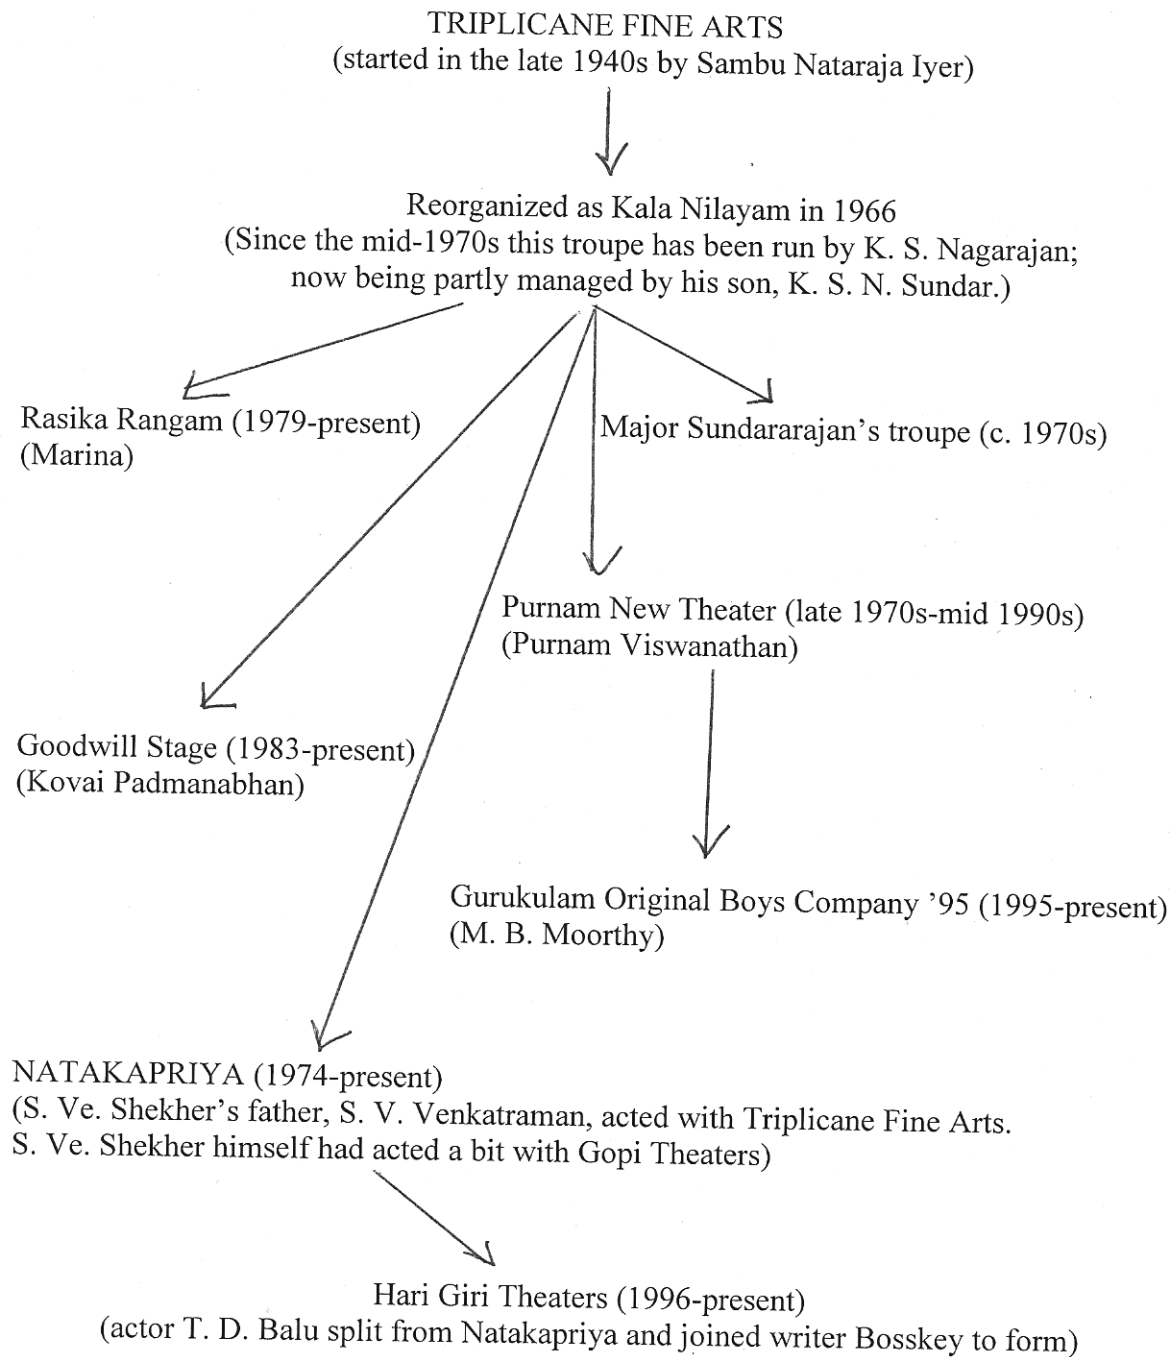 TRIPLICANE FINE ARTS
(started in the late 1940s by Sambu Nataraja Iyer)
Reorganized as Kala Nilayam in 1966
(Since the mid-1970s this troupe has been run by K. S. Nagarajan;
now being partly managed by his son, K. S. N. Sundar.)
Rasika Rangam (1979-present)
(Marina)
Major Sundararajan’s troupe (c. 1970s)
Purnam New Theater (late 1970s-mid 1990s)
(Purnam Viswanathan)
Goodwill Stage (1983-present)
(Kovai Padmanabhan)
Gurukulam Original Boys Company ’95 (1995-present)
(M. B. Moorthy)
NATAKAPRIYA (1974-present)
(S. Ve. Shekher’s father, S. V. Venkatraman, acted with Triplicane Fine Arts.
S. Ve. Shekher himself had acted a bit with Gopi Theaters)
Hari Giri Theaters (1996-present)
(actor T. D. Balu split from Natakapriya and joined writer Bosskey to form)